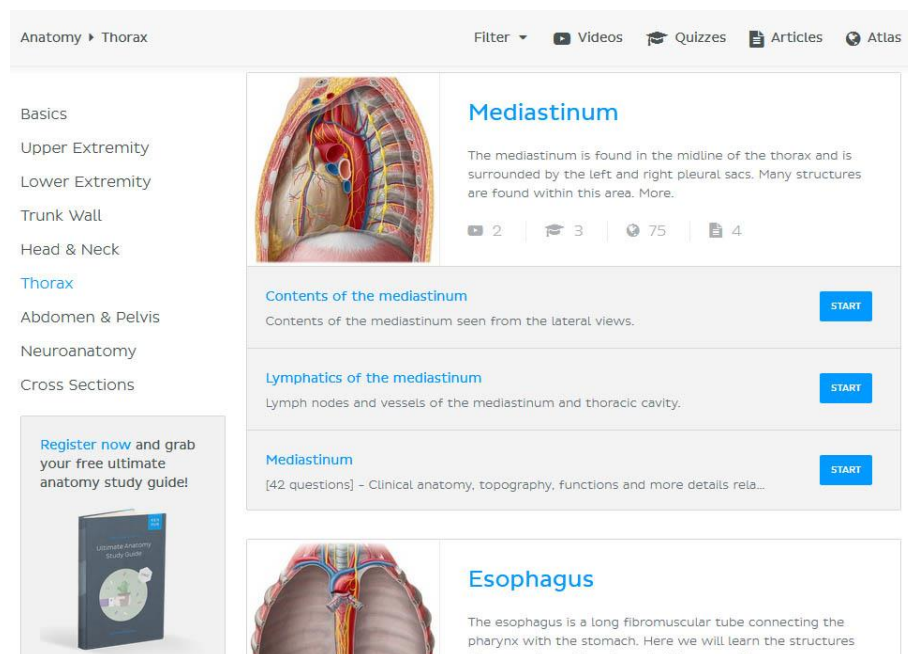 Anatomy ▸ Thorax
Filter Videos Quizzes Articles Atlas
Basics
Upper Extremity
Lower Extremity
Trunk Wall
Head & Neck
Thorax
Abdomen & Pelvis
Neuroanatomy
Cross Sections
Register now and grab
your free ultimate
anatomy study guide!
Ultimate Anatomy
Study Guide
Mediastinum
The mediastinum is found in the midline of the thorax and is
surrounded by the left and right pleural sacs. Many structures
are found within this area. More.
2 3 75 4
Contents of the mediastinum
Contents of the mediastinum seen from the lateral views.
START
Lymphatics of the mediastinum
Lymph nodes and vessels of the mediastinum and thoracic cavity.
START
Mediastinum
[42 questions] – Clinical anatomy, topography, functions and more details rela...
START
Esophagus
The esophagus is a long fibromuscular tube connecting the
pharynx with the stomach. Here we will learn the structures